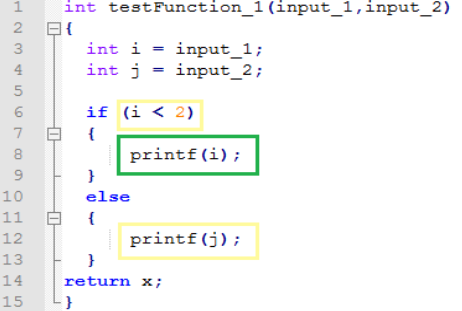 1 int testFunction_1(input_1,input_2)
2 {
3 int i = input_1;
4 int j = input_2;
5
6 if (i < 2)
7 {
8 printf(i);
9 }
10 else
11 {
12 printf(j);
13 }
14 return x;
15 }